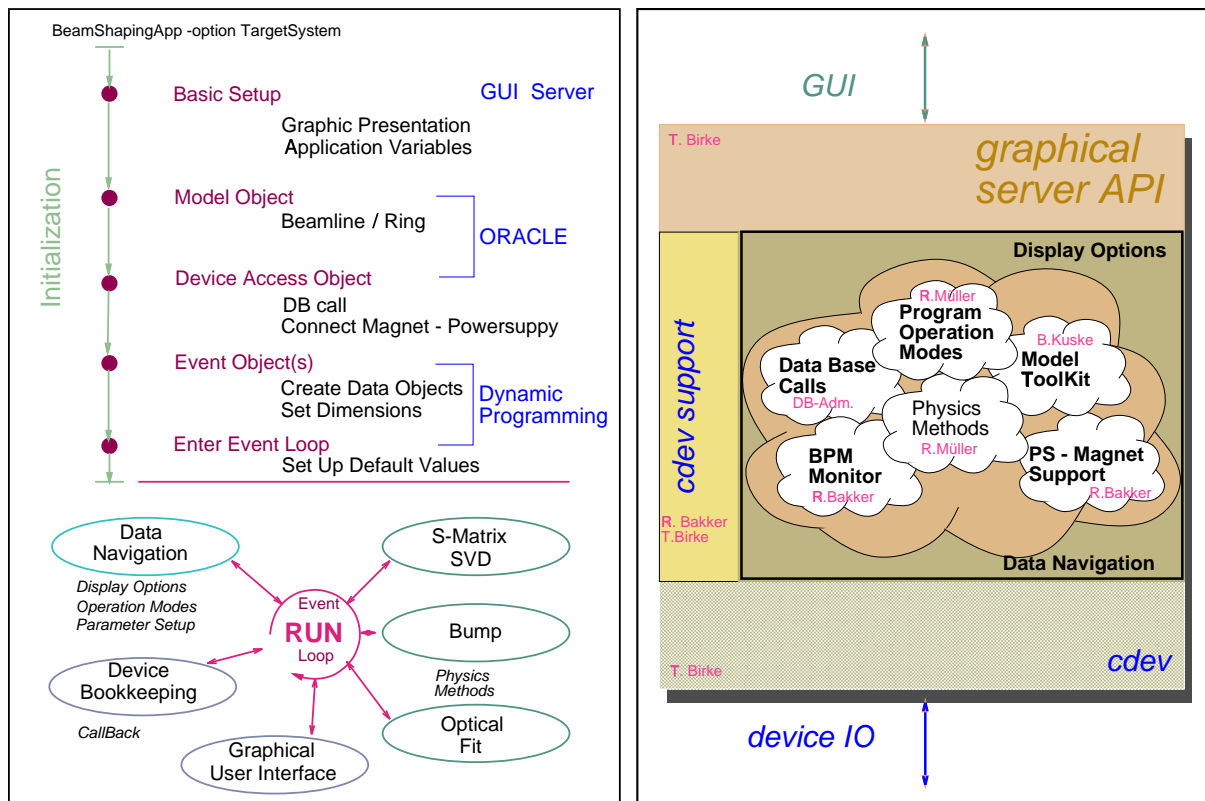 BeamShapingApp -option TargetSystem
Initialization
Basic Setup
GUI Server
Graphic Presentation
Application Variables
Model Object
Beamline / Ring
ORACLE
Device Access Object
DB call
Connect Magnet - Powersuppy
Event Object(s)
Create Data Objects
Set Dimensions
Dynamic
Programming
Enter Event Loop
Set Up Default Values
Data
Navigation
Display Options
Operation Modes
Parameter Setup
S-Matrix
SVD
Event
RUN
Loop
Bump
Physics
Methods
Device
Bookkeeping
CallBack
Graphical
User Interface
Optical
Fit
GUI
T. Birke
graphical
server API
cdev support
R. Bakker
T.Birke
Display Options
R.Müller
Program
Operation
Modes
B.Kuske
Model
ToolKit
Data Base
Calls
DB-Adm.
Physics
Methods
R.Müller
BPM
Monitor
R.Bakker
PS - Magnet
Support
R.Bakker
Data Navigation
T. Birke
cdev
device IO